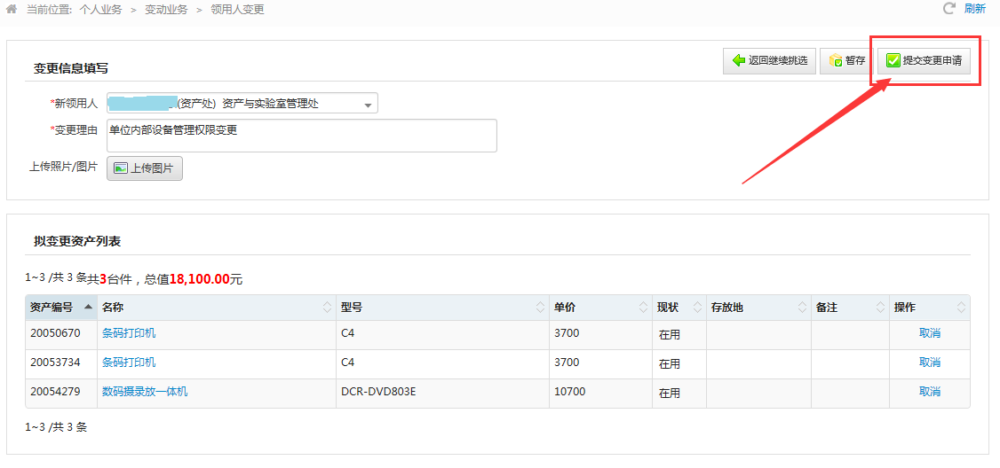 当前位置: 个人业务 > 变动业务 > 领用人变更 刷新
变更信息填写 返回继续挑选 暂存 提交变更申请
*新领用人 (资产处) 资产与实验室管理处
*变更理由 单位内部设备管理权限变更
上传照片/图片 上传图片
拟变更资产列表
1~3 /共 3 条共3台件，总值18,100.00元
资产编号 名称 型号 单价 现状 存放地 备注 操作
20050670 条码打印机 C4 3700 在用 取消
20053734 条码打印机 C4 3700 在用 取消
20054279 数码摄录放一体机 DCR-DVD803E 10700 在用 取消
1~3 /共 3 条